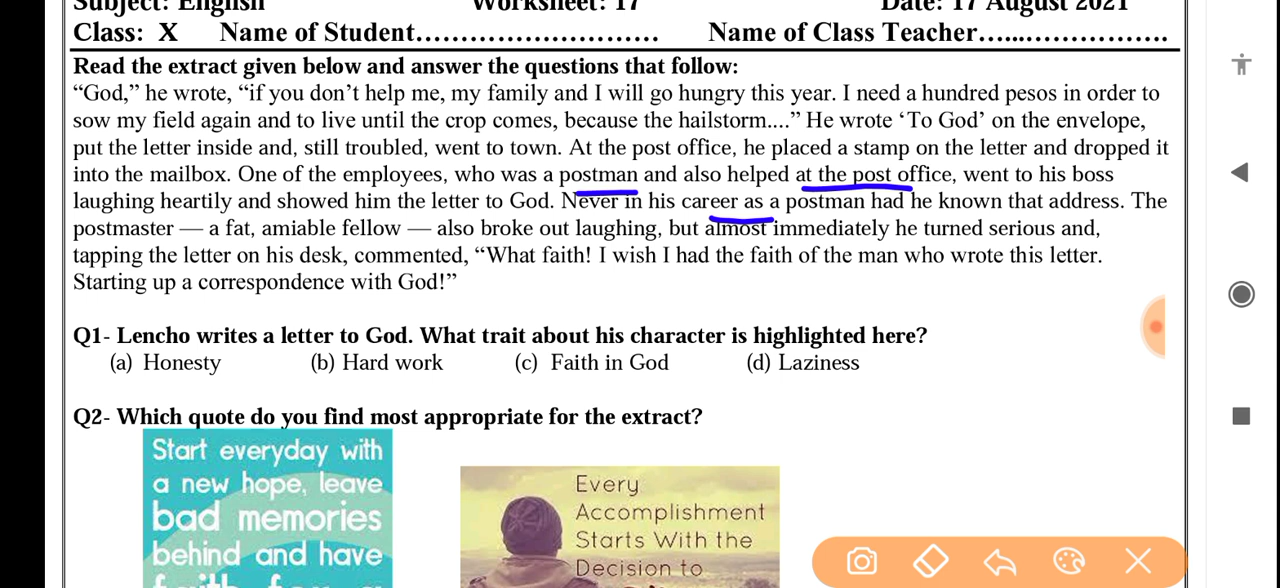 Subject: English Worksheet: 17 Date: 17 August 2021
Class: X Name of Student……………………… Name of Class Teacher…...…………….
Read the extract given below and answer the questions that follow:
“God,” he wrote, “if you don’t help me, my family and I will go hungry this year. I need a hundred pesos in order to
sow my field again and to live until the crop comes, because the hailstorm....” He wrote ‘To God’ on the envelope,
put the letter inside and, still troubled, went to town. At the post office, he placed a stamp on the letter and dropped it
into the mailbox. One of the employees, who was a postman and also helped at the post office, went to his boss
laughing heartily and showed him the letter to God. Never in his career as a postman had he known that address. The
postmaster — a fat, amiable fellow — also broke out laughing, but almost immediately he turned serious and,
tapping the letter on his desk, commented, “What faith! I wish I had the faith of the man who wrote this letter.
Starting up a correspondence with God!”
Q1- Lencho writes a letter to God. What trait about his character is highlighted here?
(a) Honesty (b) Hard work (c) Faith in God (d) Laziness
Q2- Which quote do you find most appropriate for the extract?
Start everyday with
a new hope, leave
bad memories
behind and have
Every
Accomplishment
Starts With the
Decision to